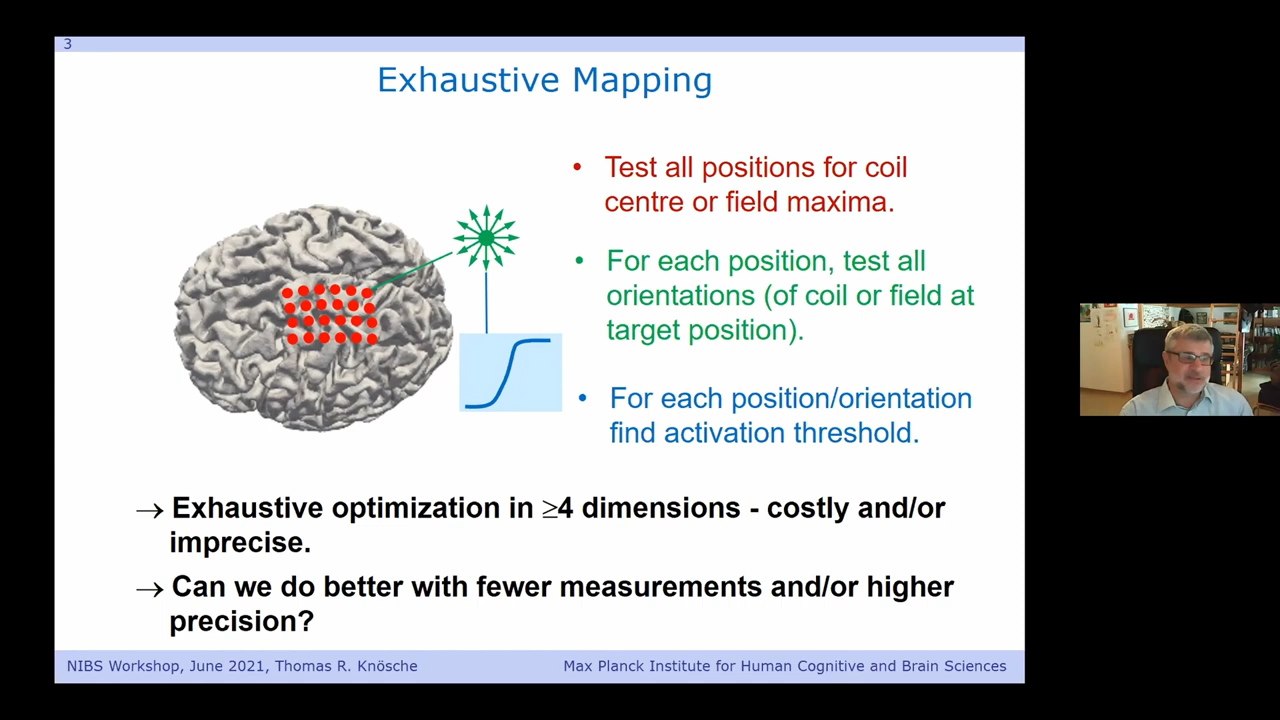 3
Exhaustive Mapping
• Test all positions for coil
centre or field maxima.
• For each position, test all
orientations (of coil or field at
target position).
• For each position/orientation
find activation threshold.
→ Exhaustive optimization in ≥4 dimensions - costly and/or
imprecise.
→ Can we do better with fewer measurements and/or higher
precision?
NIBS Workshop, June 2021, Thomas R. Knösche
Max Planck Institute for Human Cognitive and Brain Sciences